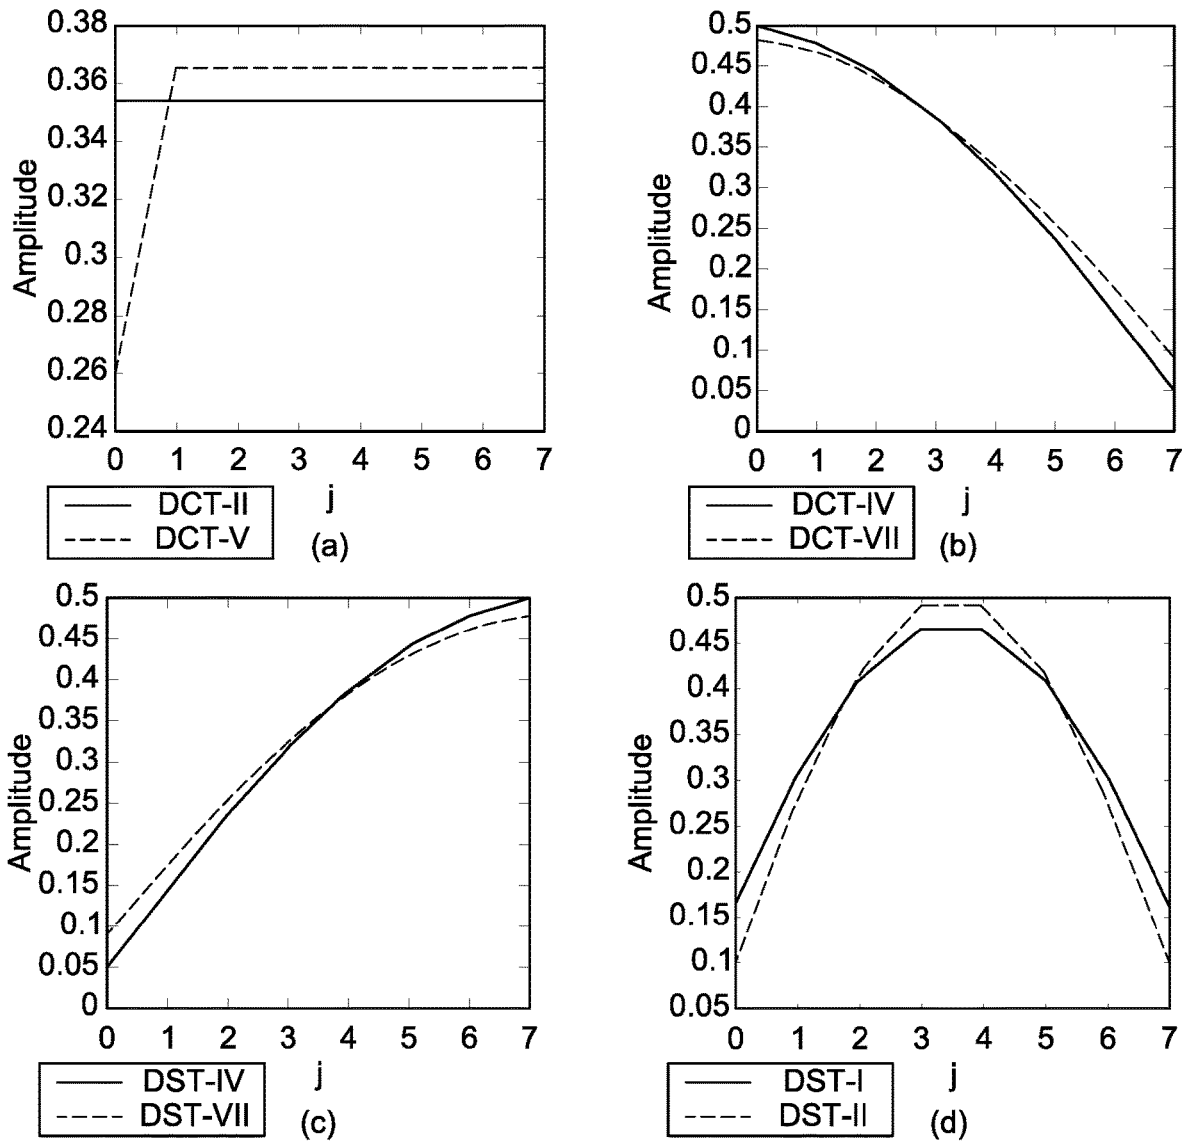 0.38
0.36
0.34
0.32
0.3
0.28
0.26
0.24
Amplitude
0 1 2 3 4 5 6 7
j
DCT-II
DCT-V
(a)
0.5
0.45
0.4
0.35
0.3
0.25
0.2
0.15
0.1
0.05
0
Amplitude
0 1 2 3 4 5 6 7
j
DCT-IV
DCT-VII
(b)
0.5
0.45
0.4
0.35
0.3
0.25
0.2
0.15
0.1
0.05
0
Amplitude
0 1 2 3 4 5 6 7
j
DST-IV
DST-VII
(c)
0.5
0.45
0.4
0.35
0.3
0.25
0.2
0.15
0.1
0.05
Amplitude
0 1 2 3 4 5 6 7
j
DST-I
DST-II
(d)